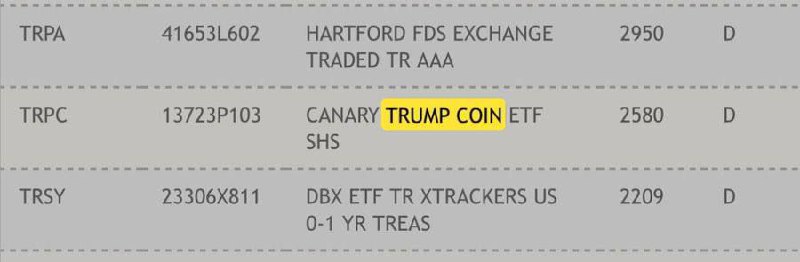 TRPA 41653L602 HARTFORD FDS EXCHANGE 2950 D
TRADED TR AAA
TRPC 13723P103 CANARY TRUMP COIN ETF 2580 D
SHS
TRSY 23306X811 DBX ETF TR XTRACKERS US 2209 D
0-1 YR TREAS